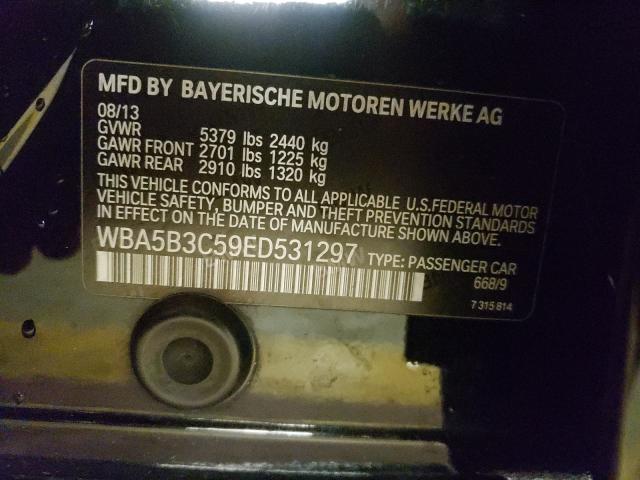 MFD BY BAYERISCHE MOTOREN WERKE AG
08/13
GVWR 5379 lbs 2440 kg
GAWR FRONT 2701 lbs 1225 kg
GAWR REAR 2910 lbs 1320 kg
THIS VEHICLE CONFORMS TO ALL APPLICABLE U.S.FEDERAL MOTOR
VEHICLE SAFETY, BUMPER AND THEFT PREVENTION STANDARDS
IN EFFECT ON THE DATE OF MANUFACTURE SHOWN ABOVE.
WBA5B3C59ED531297 TYPE: PASSENGER CAR
668/9
7 315 814